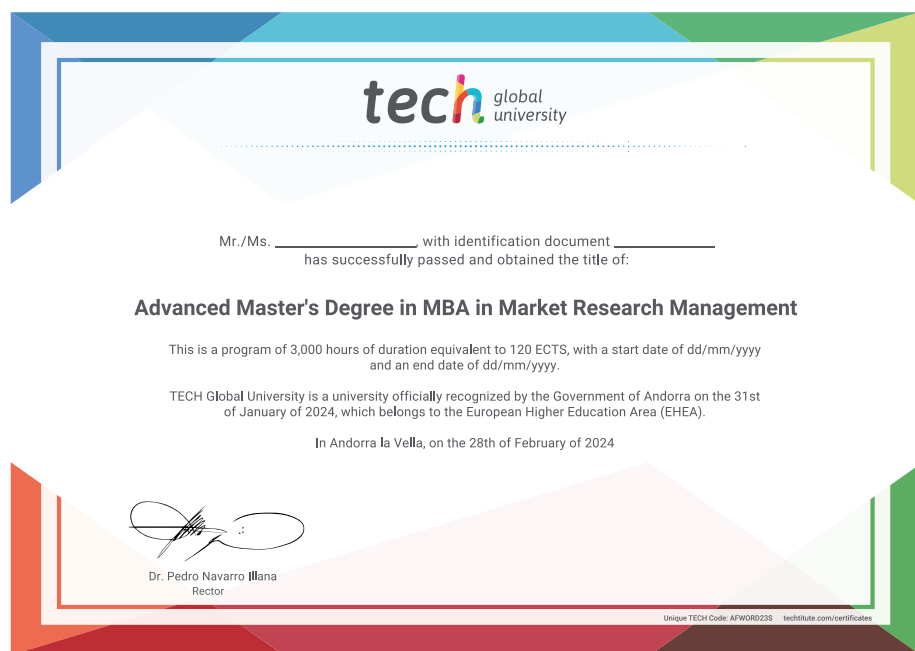 tech global
university
Mr./Ms. ____________________, with identification document ______________
has successfully passed and obtained the title of:
Advanced Master's Degree in MBA in Market Research Management
This is a program of 3,000 hours of duration equivalent to 120 ECTS, with a start date of dd/mm/yyyy
and an end date of dd/mm/yyyy.
TECH Global University is a university officially recognized by the Government of Andorra on the 31st
of January of 2024, which belongs to the European Higher Education Area (EHEA).
In Andorra la Vella, on the 28th of February of 2024
Dr. Pedro Navarro Illana
Rector
Unique TECH Code: AFWORD23S techtitute.com/certificates